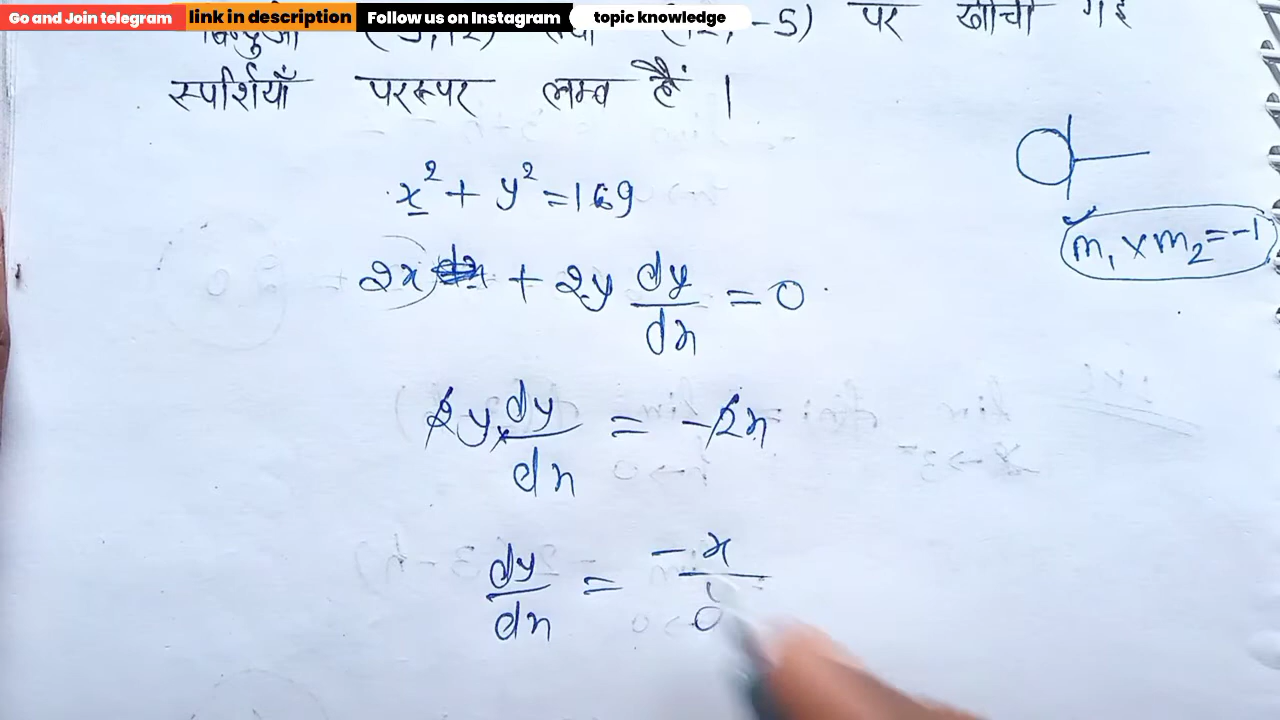 Go and Join telegram link in description Follow us on Instagram topic knowledge
(12, -5) पर खींची गई
स्पर्शियाँ परस्पर लम्ब हैं ।
x² + y² = 169
m₁ × m₂ = -1
2x + 2y dy/dx = 0
2y × dy/dx = -2x
dy/dx = -x